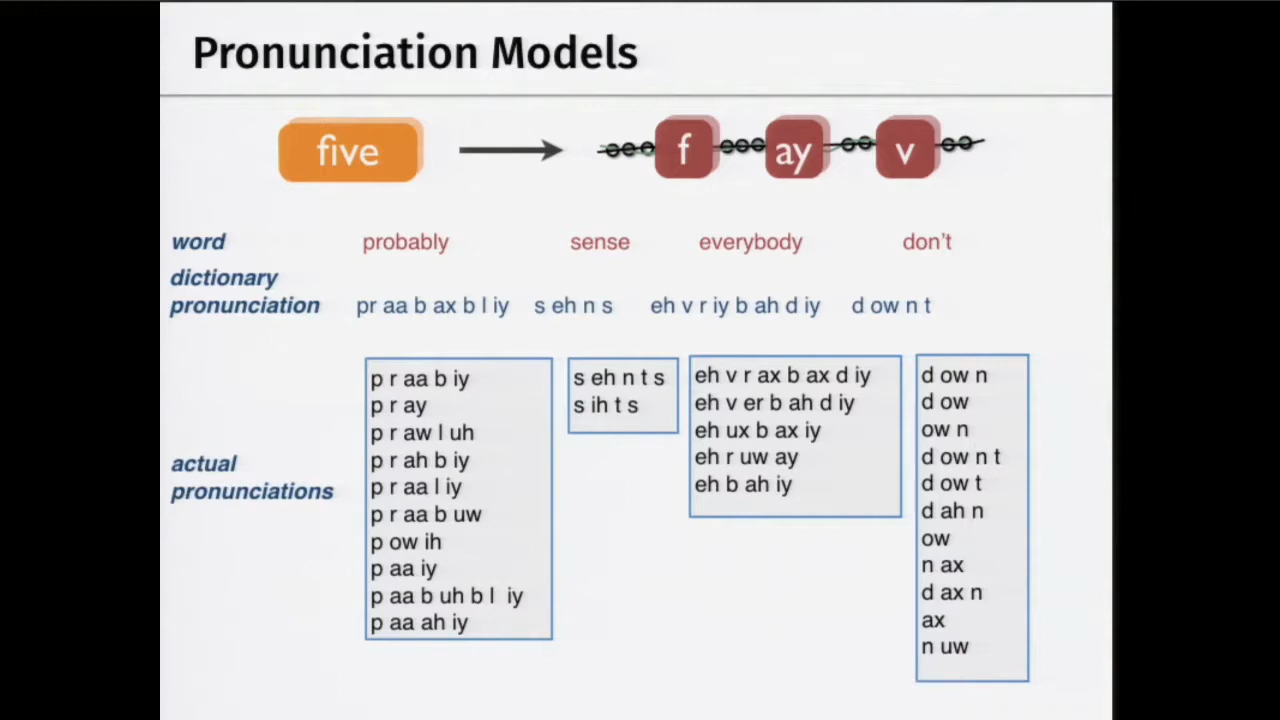 Pronunciation Models
five
f ay v
word probably sense everybody don't
dictionary
pronunciation pr aa b ax b l iy s eh n s eh v r iy b ah d iy d ow n t
actual
pronunciations
p r aa b iy
p r ay
p r aw l uh
p r ah b iy
p r aa l iy
p r aa b uw
p ow ih
p aa iy
p aa b uh b l iy
p aa ah iy
s eh n t s
s ih t s
eh v r ax b ax d iy
eh v er b ah d iy
eh ux b ax iy
eh r uw ay
eh b ah iy
d ow n
d ow
ow n
d ow n t
d ow t
d ah n
ow
n ax
d ax n
ax
n uw